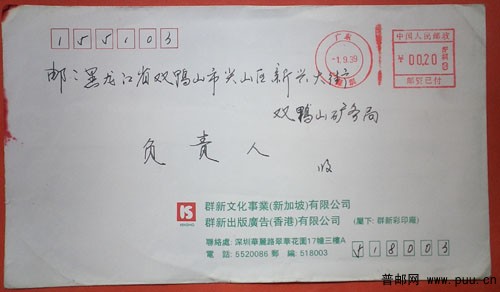 155103
广东
-1.9.39
中国人民邮政
¥ 00.20
邮资已付
邮:黑龙江省双鸭山市尖山区新兴大街
双鸭山矿务局
负 责 人 收
群新文化事業(新加坡)有限公司
群新出版廣告(香港)有限公司 (屬下: 群新彩印廠)
聯絡處: 深圳華麗路翠華花園17幢三樓A
電 話: 5520086 郵 編: 518003
518003
普邮网 www.puu.cn